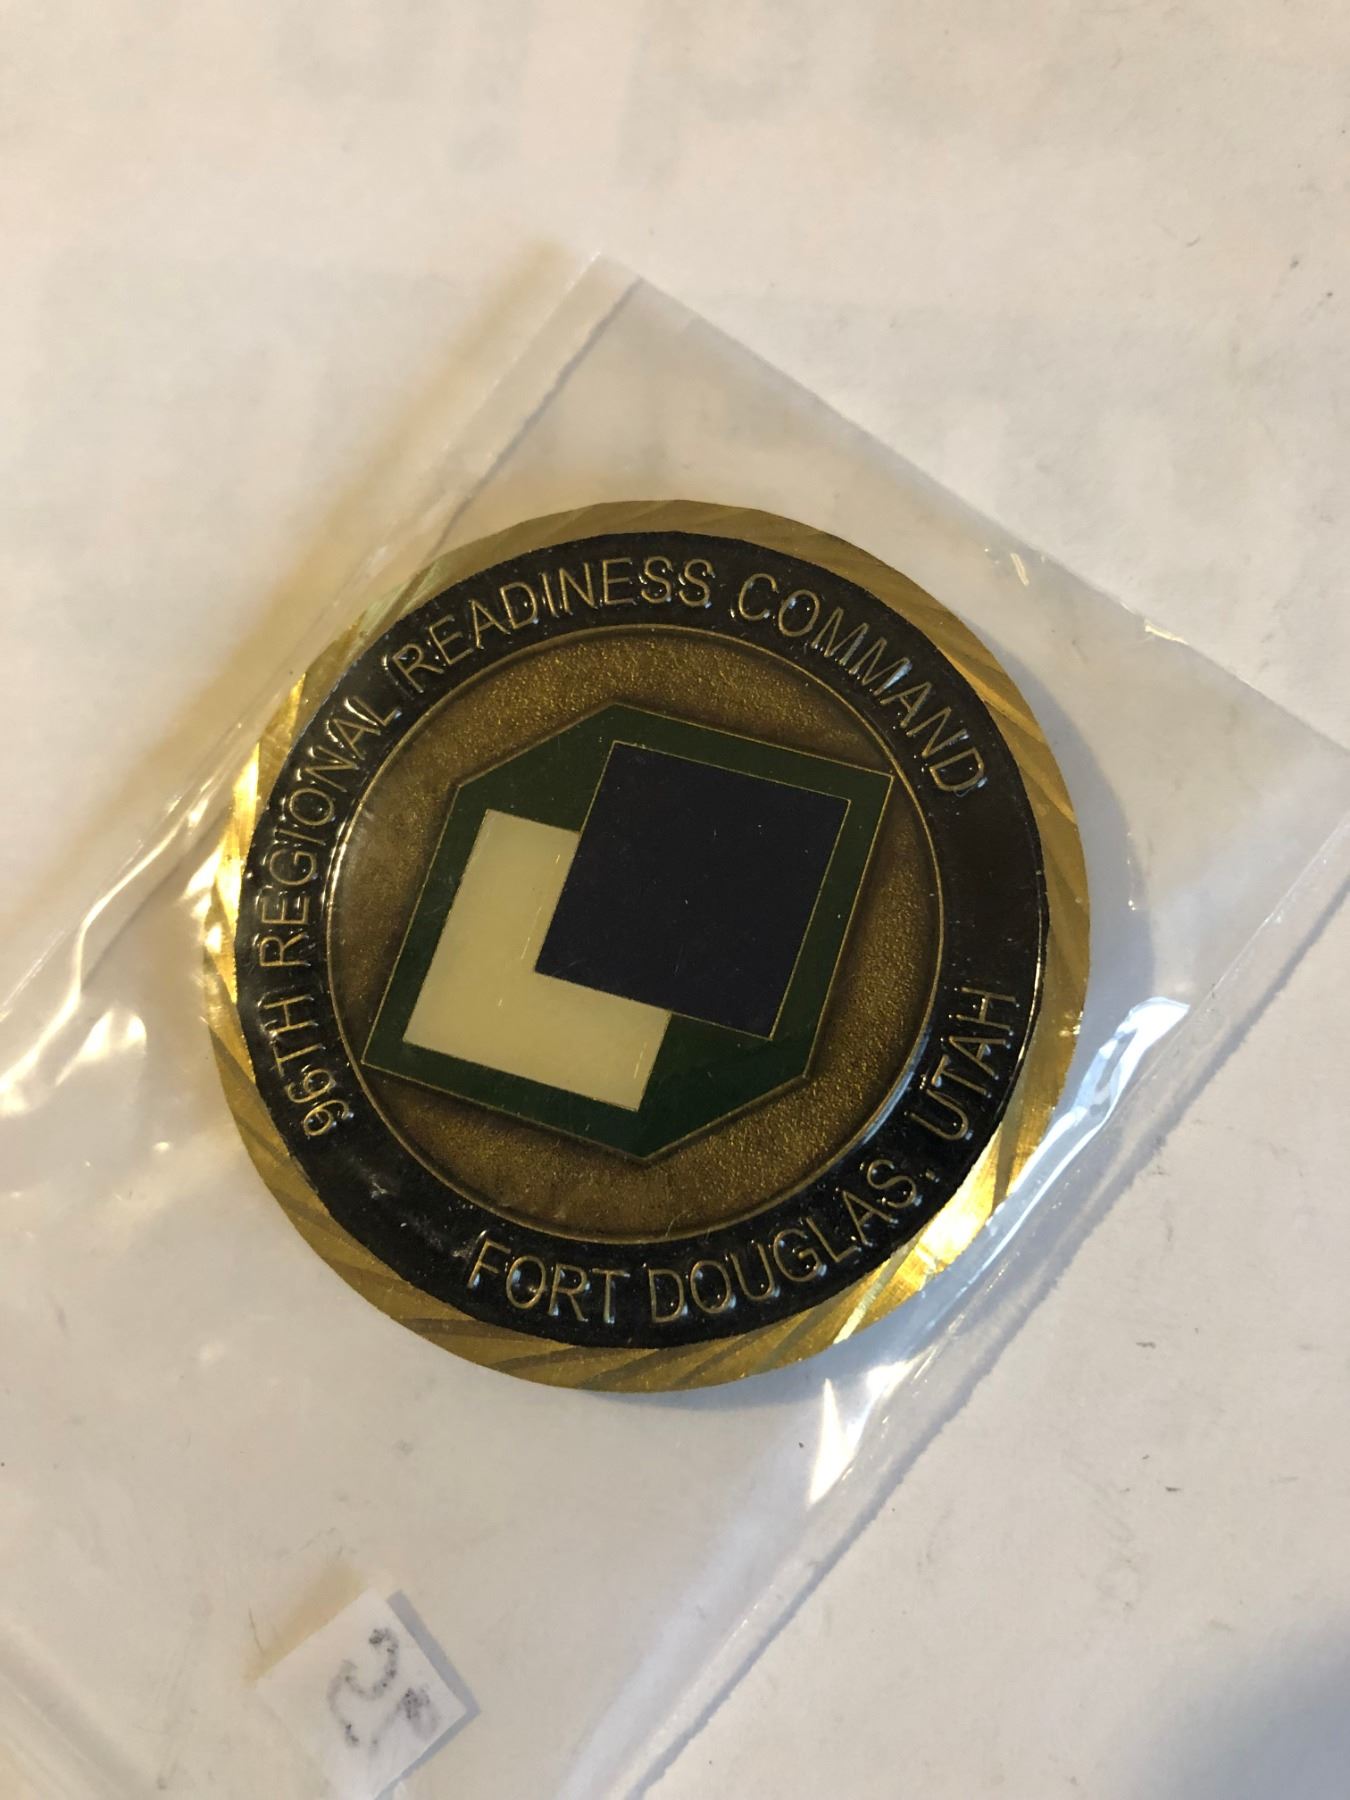 96TH REGIONAL READINESS COMMAND
FORT DOUGLAS, UTAH